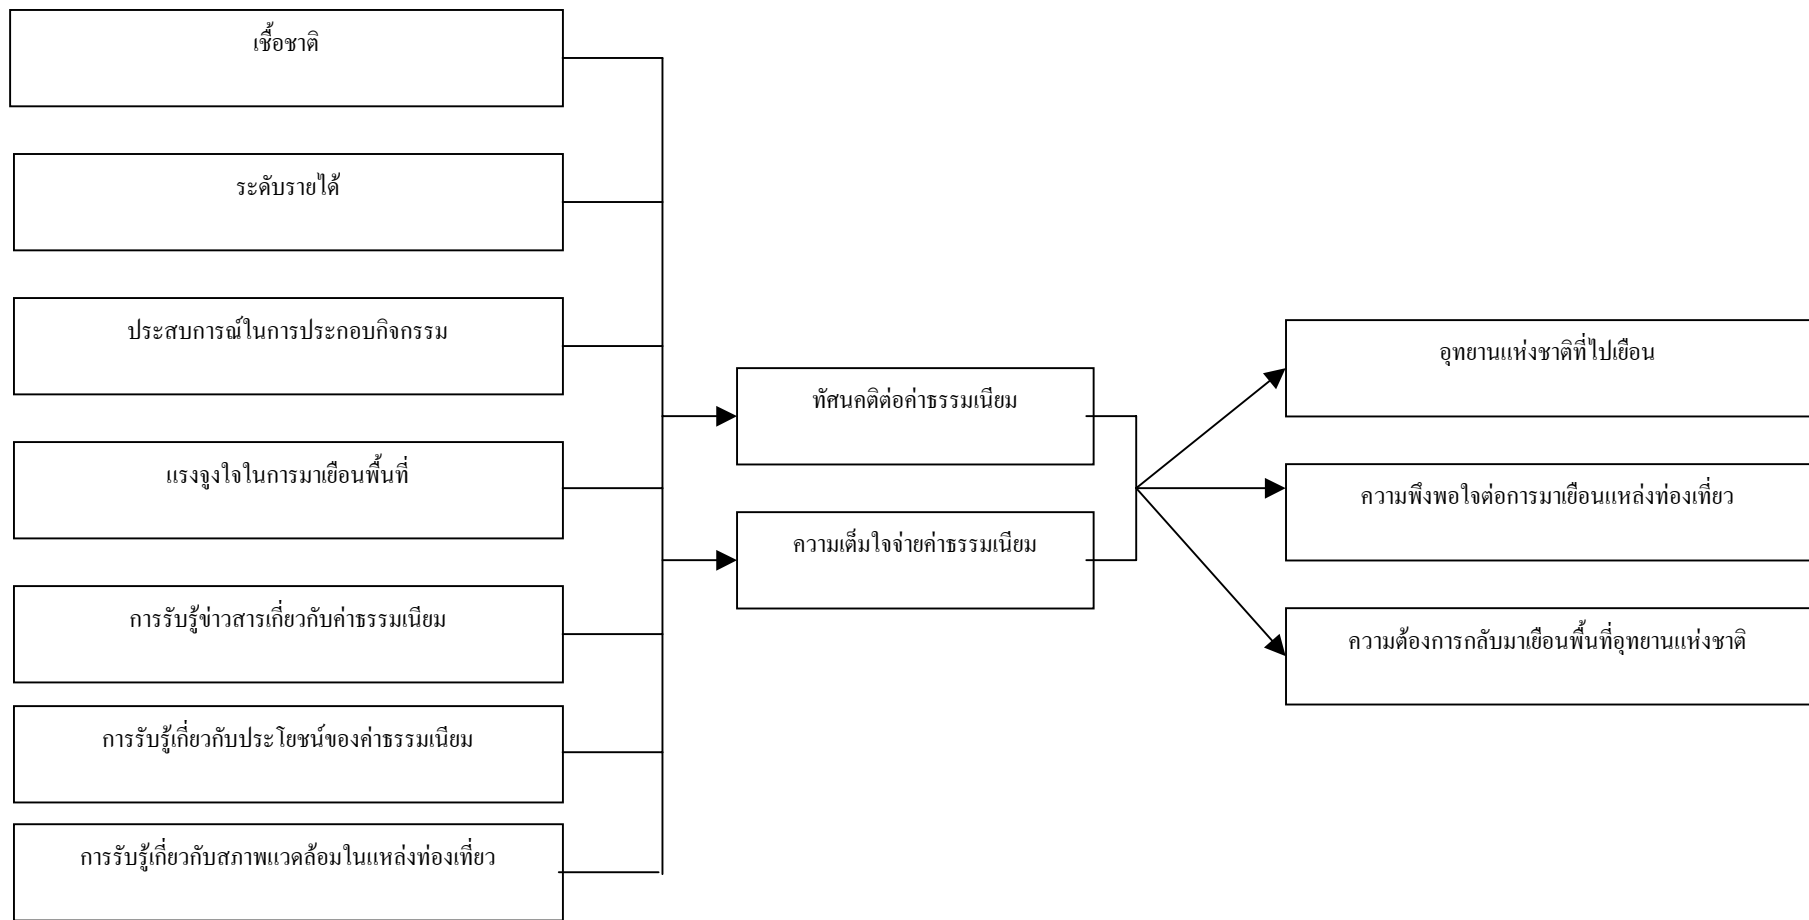 เชื้อชาติ
ระดับรายได้
ประสบการณ์ในการประกอบกิจกรรม
แรงจูงใจในการมาเยือนพื้นที่
การรับรู้ข่าวสารเกี่ยวกับค่าธรรมเนียม
การรับรู้เกี่ยวกับประโยชน์ของค่าธรรมเนียม
การรับรู้เกี่ยวกับสภาพแวดล้อมในแหล่งท่องเที่ยว
ทัศนคติต่อค่าธรรมเนียม
ความเต็มใจจ่ายค่าธรรมเนียม
อุทยานแห่งชาติที่ไปเยือน
ความพึงพอใจต่อการมาเยือนแหล่งท่องเที่ยว
ความต้องการกลับมาเยือนพื้นที่อุทยานแห่งชาติ